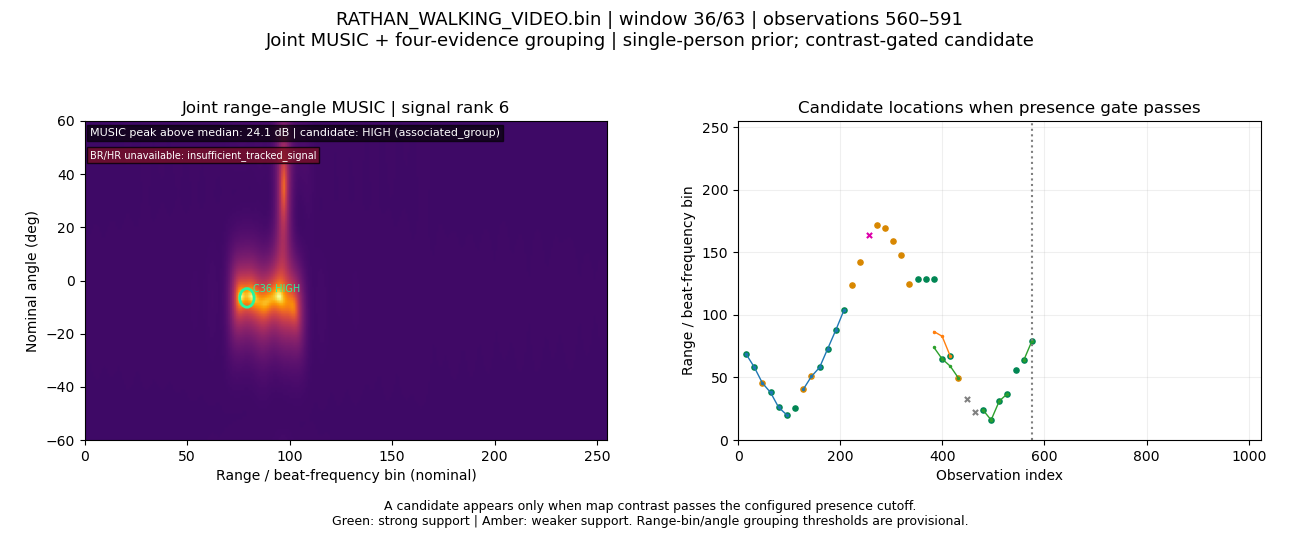 RATHAN_WALKING_VIDEO.bin | window 36/63 | observations 560–591
Joint MUSIC + four-evidence grouping | single-person prior; contrast-gated candidate
Joint range–angle MUSIC | signal rank 6
MUSIC peak above median: 24.1 dB | candidate: HIGH (associated_group)
BR/HR unavailable: insufficient_tracked_signal
C36 HIGH
60
40
20
0
−20
−40
−60
Nominal angle (deg)
0 50 100 150 200 250
Range / beat-frequency bin (nominal)
Candidate locations when presence gate passes
250
200
150
100
50
0
Range / beat-frequency bin
0 200 400 600 800 1000
Observation index
A candidate appears only when map contrast passes the configured presence cutoff.
Green: strong support | Amber: weaker support. Range-bin/angle grouping thresholds are provisional.